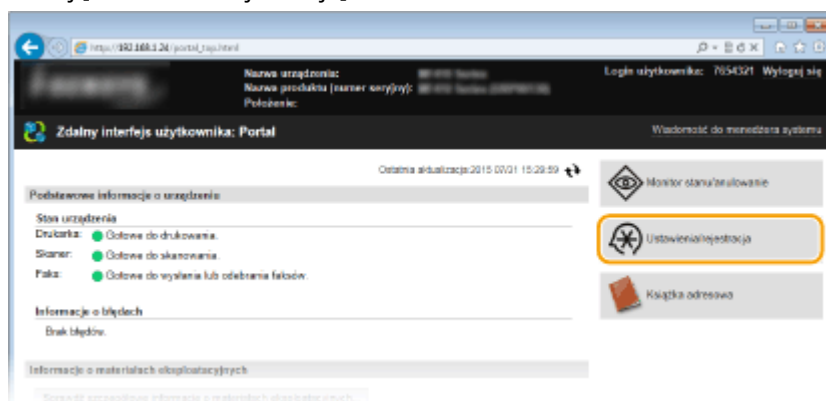 http://192.168.1.24/portal_top.html
Nazwa urządzenia:
Nazwa produktu (numer seryjny):
Położenie:
Login użytkownika: 7654321 Wyloguj się
Zdalny interfejs użytkownika: Portal
Wiadomość do menedżera systemu
Ostatnia aktualizacja:2015 07/31 15:29:59
Podstawowe informacje o urządzeniu
Stan urządzenia
Drukarka: Gotowe do drukowania.
Skaner: Gotowe do skanowania.
Faks: Gotowe do wysłania lub odebrania faksów.
Informacje o błędach
Brak błędów.
Informacje o materiałach eksploatacyjnych
Monitor stanu/anulowanie
Ustawienia/rejestracja
Książka adresowa